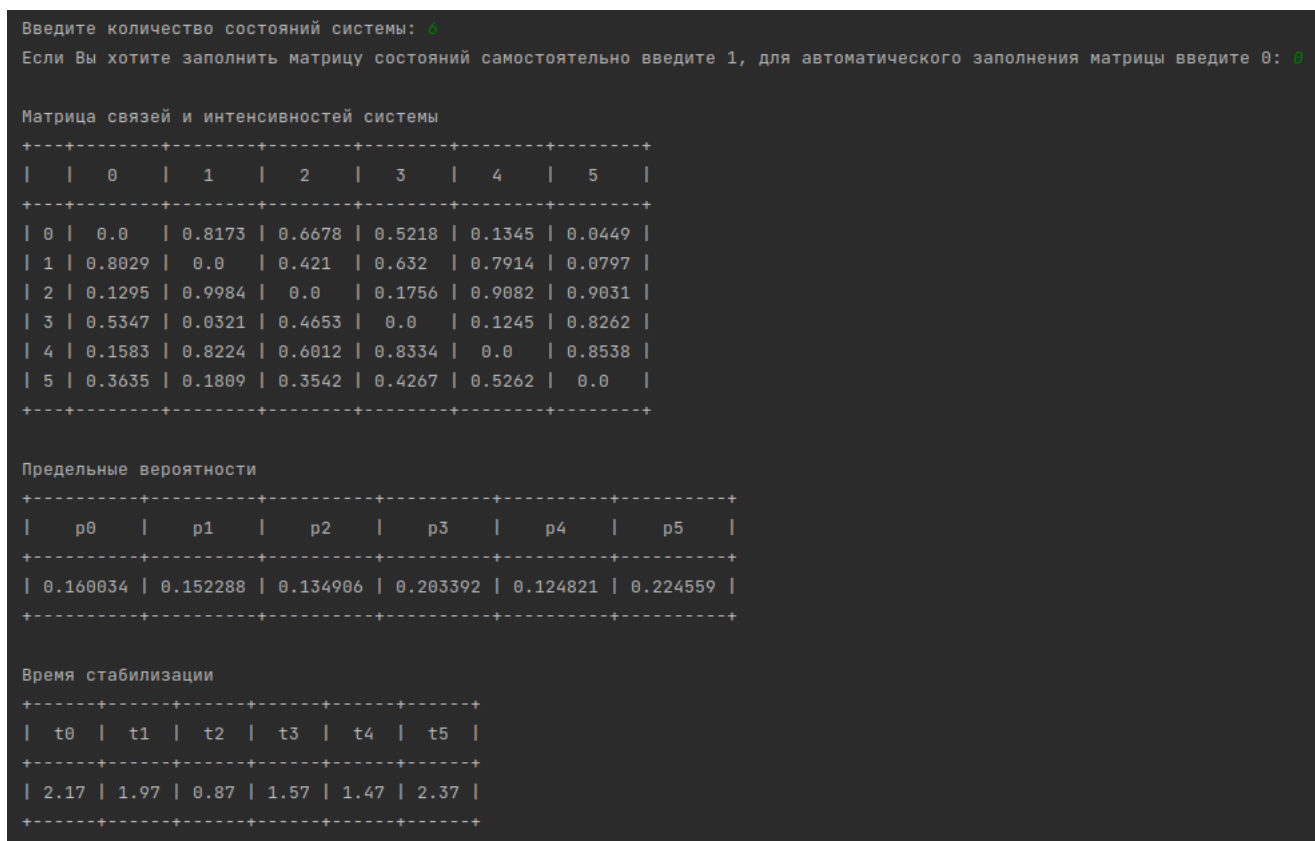 Введите количество состояний системы: 6
Если Вы хотите заполнить матрицу состояний самостоятельно введите 1, для автоматического заполнения матрицы введите 0: 0
Матрица связей и интенсивностей системы
+---+--------+--------+--------+--------+--------+--------+
|   |   0    |   1    |   2    |   3    |   4    |   5    |
+---+--------+--------+--------+--------+--------+--------+
| 0 |  0.0   | 0.8173 | 0.6678 | 0.5218 | 0.1345 | 0.0449 |
| 1 | 0.8029 |  0.0   | 0.421  | 0.632  | 0.7914 | 0.0797 |
| 2 | 0.1295 | 0.9984 |  0.0   | 0.1756 | 0.9082 | 0.9031 |
| 3 | 0.5347 | 0.0321 | 0.4653 |  0.0   | 0.1245 | 0.8262 |
| 4 | 0.1583 | 0.8224 | 0.6012 | 0.8334 |  0.0   | 0.8538 |
| 5 | 0.3635 | 0.1809 | 0.3542 | 0.4267 | 0.5262 |  0.0   |
+---+--------+--------+--------+--------+--------+--------+
Предельные вероятности
+----------+----------+----------+----------+----------+----------+
|    p0    |    p1    |    p2    |    p3    |    p4    |    p5    |
+----------+----------+----------+----------+----------+----------+
| 0.160034 | 0.152288 | 0.134906 | 0.203392 | 0.124821 | 0.224559 |
+----------+----------+----------+----------+----------+----------+
Время стабилизации
+------+------+------+------+------+------+
|  t0  |  t1  |  t2  |  t3  |  t4  |  t5  |
+------+------+------+------+------+------+
| 2.17 | 1.97 | 0.87 | 1.57 | 1.47 | 2.37 |
+------+------+------+------+------+------+